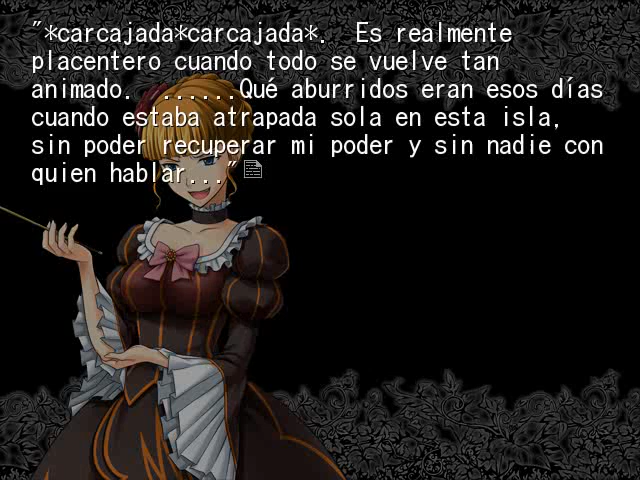 "*carcajada*carcajada*.  Es realmente
placentero cuando todo se vuelve tan
animado.  ......Qué aburridos eran esos días
cuando estaba atrapada sola en esta isla,
sin poder recuperar mi poder y sin nadie con
quien hablar..."